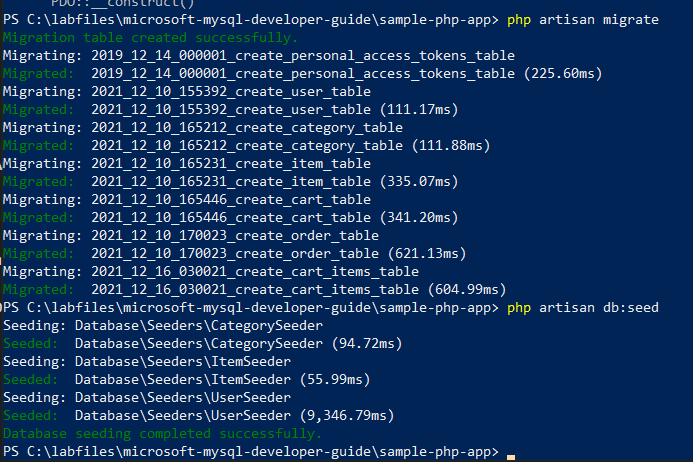 PDO::__construct()
PS C:\labfiles\microsoft-mysql-developer-guide\sample-php-app> php artisan migrate
Migration table created successfully.
Migrating: 2019_12_14_000001_create_personal_access_tokens_table
Migrated:  2019_12_14_000001_create_personal_access_tokens_table (225.60ms)
Migrating: 2021_12_10_155392_create_user_table
Migrated:  2021_12_10_155392_create_user_table (111.17ms)
Migrating: 2021_12_10_165212_create_category_table
Migrated:  2021_12_10_165212_create_category_table (111.88ms)
Migrating: 2021_12_10_165231_create_item_table
Migrated:  2021_12_10_165231_create_item_table (335.07ms)
Migrating: 2021_12_10_165446_create_cart_table
Migrated:  2021_12_10_165446_create_cart_table (341.20ms)
Migrating: 2021_12_10_170023_create_order_table
Migrated:  2021_12_10_170023_create_order_table (621.13ms)
Migrating: 2021_12_16_030021_create_cart_items_table
Migrated:  2021_12_16_030021_create_cart_items_table (604.99ms)
PS C:\labfiles\microsoft-mysql-developer-guide\sample-php-app> php artisan db:seed
Seeding: Database\Seeders\CategorySeeder
Seeded:  Database\Seeders\CategorySeeder (94.72ms)
Seeding: Database\Seeders\ItemSeeder
Seeded:  Database\Seeders\ItemSeeder (55.99ms)
Seeding: Database\Seeders\UserSeeder
Seeded:  Database\Seeders\UserSeeder (9,346.79ms)
Database seeding completed successfully.
PS C:\labfiles\microsoft-mysql-developer-guide\sample-php-app>